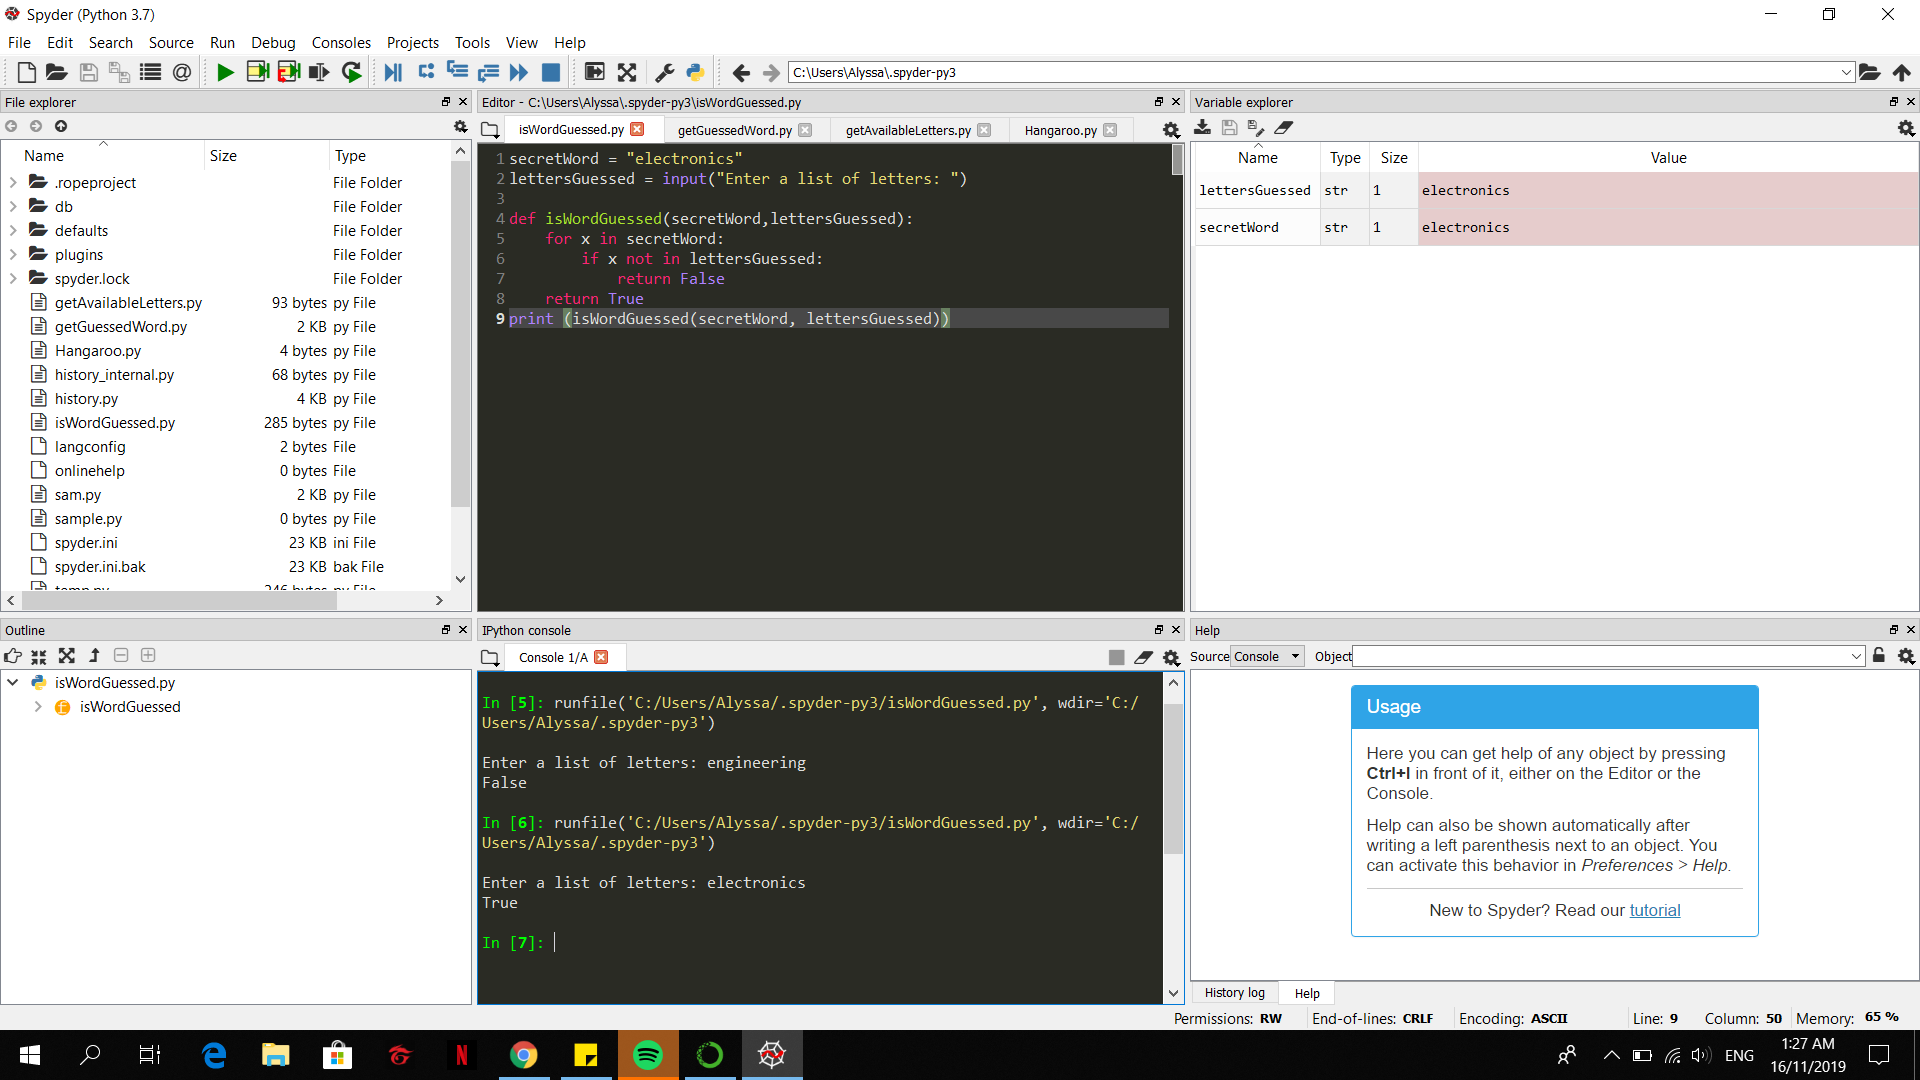 Spyder (Python 3.7)
File Edit Search Source Run Debug Consoles Projects Tools View Help
C:\Users\Alyssa\.spyder-py3
File explorer
Name Size Type
.ropeproject File Folder
db File Folder
defaults File Folder
plugins File Folder
spyder.lock File Folder
getAvailableLetters.py 93 bytes py File
getGuessedWord.py 2 KB py File
Hangaroo.py 4 bytes py File
history_internal.py 68 bytes py File
history.py 4 KB py File
isWordGuessed.py 285 bytes py File
langconfig 2 bytes File
onlinehelp 0 bytes File
sam.py 2 KB py File
sample.py 0 bytes py File
spyder.ini 23 KB ini File
spyder.ini.bak 23 KB bak File
Editor - C:\Users\Alyssa\.spyder-py3\isWordGuessed.py
isWordGuessed.py getGuessedWord.py getAvailableLetters.py Hangaroo.py
1 secretWord = "electronics"
2 lettersGuessed = input("Enter a list of letters: ")
3
4 def isWordGuessed(secretWord,lettersGuessed):
5     for x in secretWord:
6         if x not in lettersGuessed:
7             return False
8     return True
9 print (isWordGuessed(secretWord, lettersGuessed))
Variable explorer
Name Type Size Value
lettersGuessed str 1 electronics
secretWord str 1 electronics
Outline
isWordGuessed.py
isWordGuessed
IPython console
Console 1/A
In [5]: runfile('C:/Users/Alyssa/.spyder-py3/isWordGuessed.py', wdir='C:/
Users/Alyssa/.spyder-py3')
Enter a list of letters: engineering
False
In [6]: runfile('C:/Users/Alyssa/.spyder-py3/isWordGuessed.py', wdir='C:/
Users/Alyssa/.spyder-py3')
Enter a list of letters: electronics
True
In [7]:
Help
Source Console Object
Usage
Here you can get help of any object by pressing
Ctrl+I in front of it, either on the Editor or the
Console.
Help can also be shown automatically after
writing a left parenthesis next to an object. You
can activate this behavior in Preferences > Help.
New to Spyder? Read our tutorial
History log Help
Permissions: RW End-of-lines: CRLF Encoding: ASCII Line: 9 Column: 50 Memory: 65 %
ENG
1:27 AM
16/11/2019